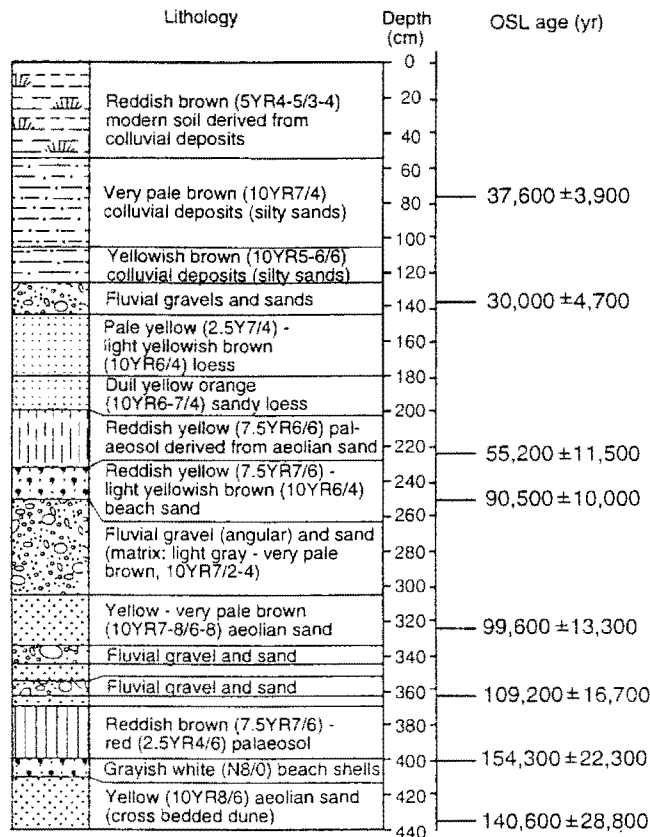 Lithology
Depth
(cm)
OSL age (yr)
Reddish brown (5YR4-5/3-4)
modern soil derived from
colluvial deposits
Very pale brown (10YR7/4)
colluvial deposits (silty sands)
Yellowish brown (10YR5-6/6)
colluvial deposits (silty sands)
Fluvial gravels and sands
Pale yellow (2.5Y7/4) -
light yellowish brown
(10YR6/4) loess
Dull yellow orange
(10YR6-7/4) sandy loess
Reddish yellow (7.5YR6/6) pal-
aeosol derived from aeolian sand
Reddish yellow (7.5YR7/6) -
light yellowish brown (10YR6/4)
beach sand
Fluvial gravel (angular) and sand
(matrix: light gray - very pale
brown, 10YR7/2-4)
Yellow - very pale brown
(10YR7-8/6-8) aeolian sand
Fluvial gravel and sand
Fluvial gravel and sand
Reddish brown (7.5YR7/6) -
red (2.5YR4/6) palaeosol
Grayish white (N8/0) beach shells
Yellow (10YR8/6) aeolian sand
(cross bedded dune)
0
20
40
60
80
100
120
140
160
180
200
220
240
260
280
300
320
340
360
380
400
420
440
37,600 ±3,900
30,000 ±4,700
55,200 ±11,500
90,500 ±10,000
99,600 ±13,300
109,200 ±16,700
154,300 ±22,300
140,600 ±28,800